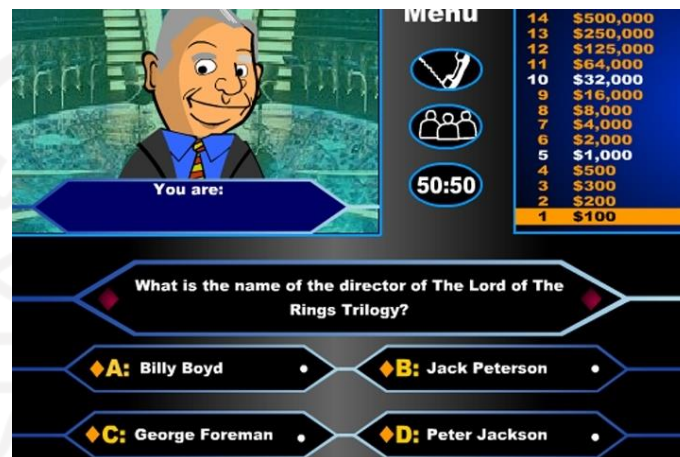 Menu
14 $500,000
13 $250,000
12 $125,000
11 $64,000
10 $32,000
9 $16,000
8 $8,000
7 $4,000
6 $2,000
5 $1,000
4 $500
3 $300
2 $200
1 $100
50:50
You are:
What is the name of the director of The Lord of The
Rings Trilogy?
A: Billy Boyd
B: Jack Peterson
C: George Foreman
D: Peter Jackson